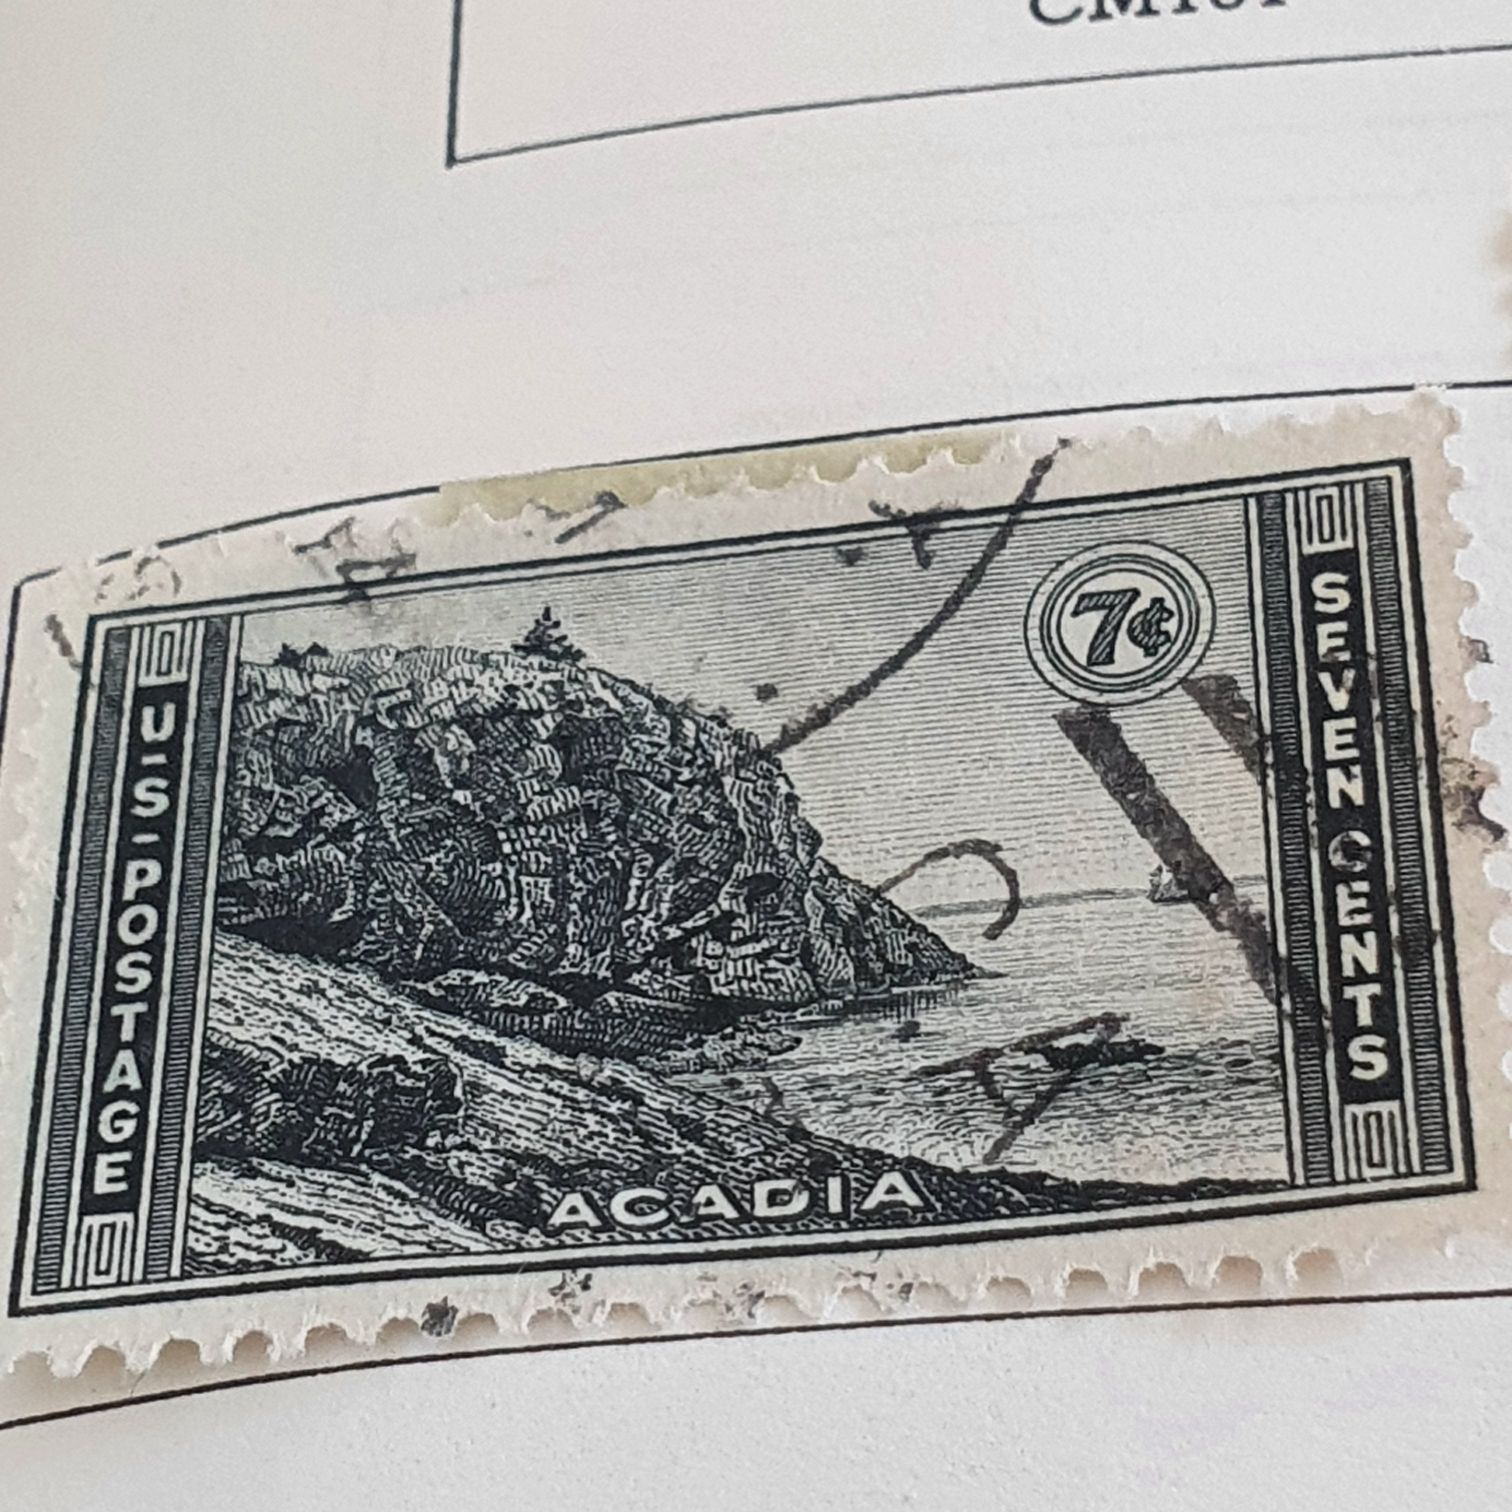 7¢
U·S·POSTAGE
SEVEN CENTS
ACADIA